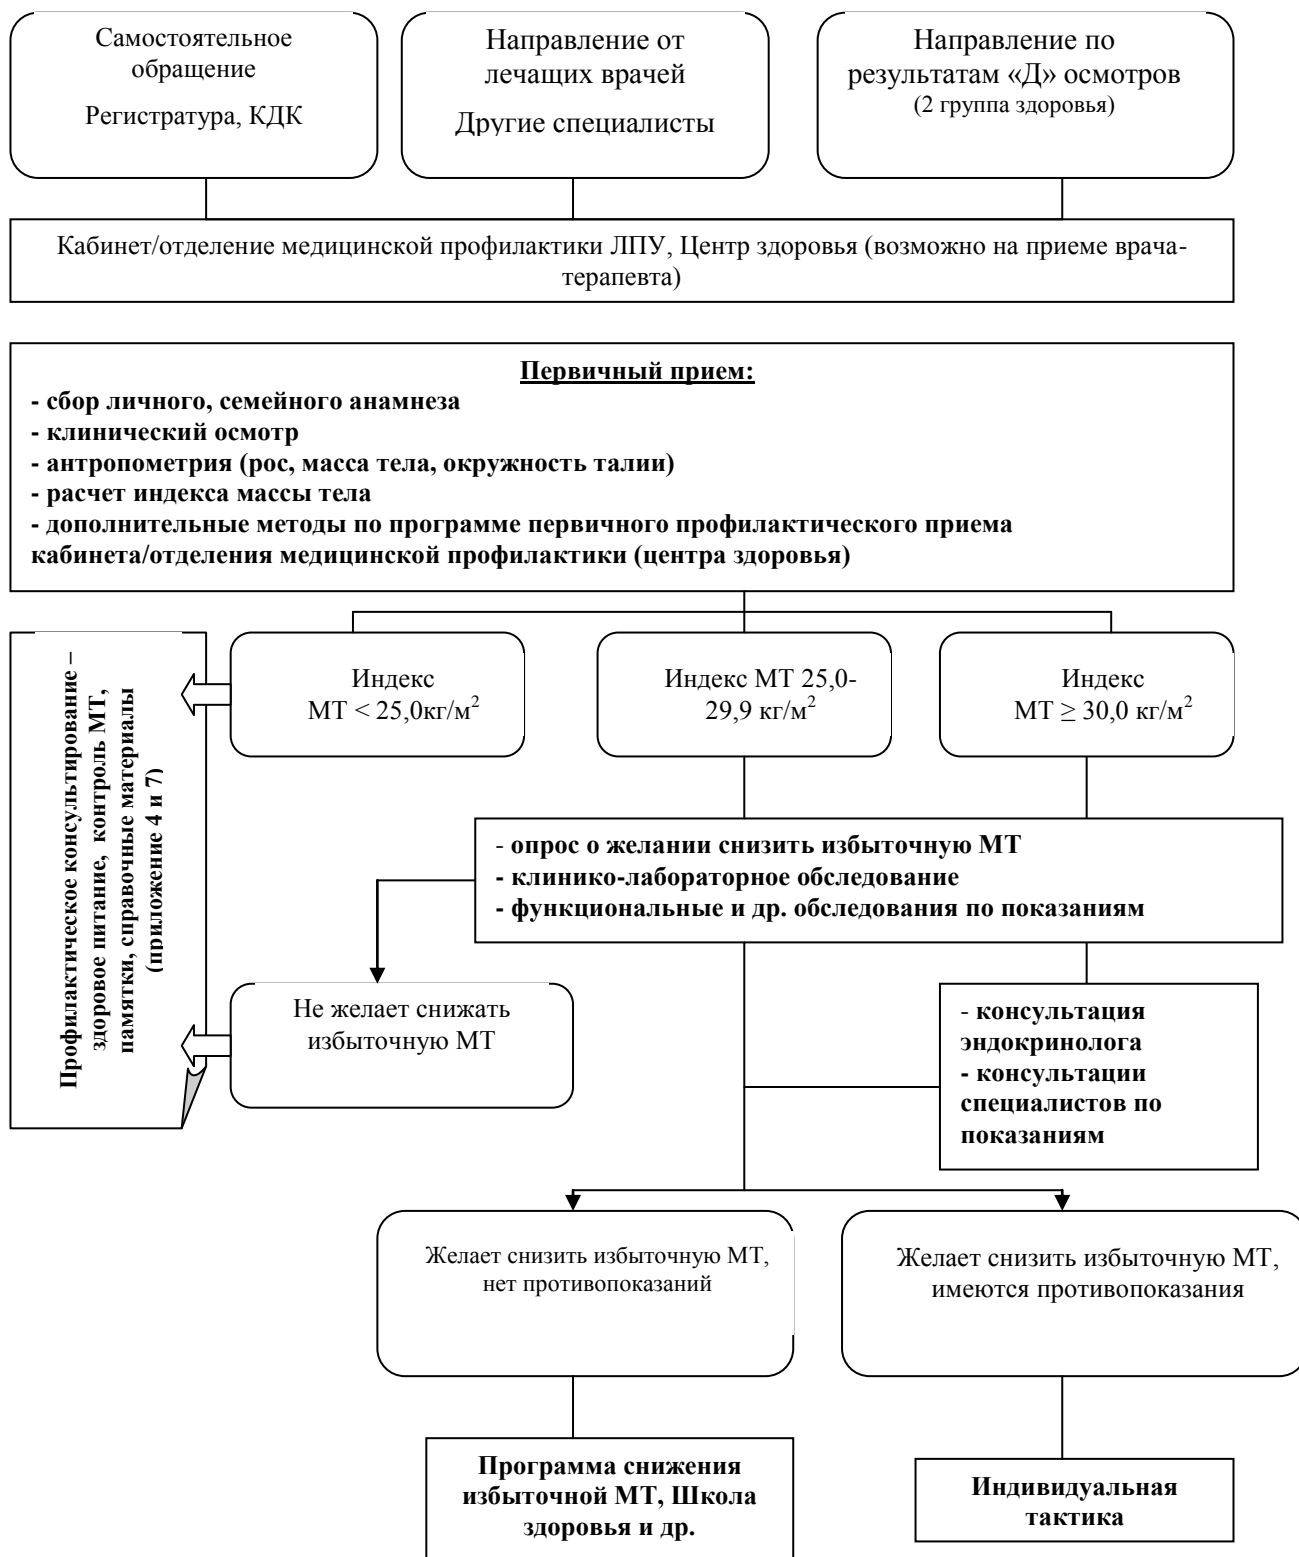 Самостоятельное
обращение
Регистратура, КДК
Направление от
лечащих врачей
Другие специалисты
Направление по
результатам «Д» осмотров
(2 группа здоровья)
Кабинет/отделение медицинской профилактики ЛПУ, Центр здоровья (возможно на приеме врача-
терапевта)
Первичный прием:
- сбор личного, семейного анамнеза
- клинический осмотр
- антропометрия (рос, масса тела, окружность талии)
- расчет индекса массы тела
- дополнительные методы по программе первичного профилактического приема
кабинета/отделения медицинской профилактики (центра здоровья)
Профилактическое консультирование –
здоровое питание, контроль МТ,
памятки, справочные материалы
(приложение 4 и 7)
Индекс
МТ < 25,0кг/м²
Индекс МТ 25,0-
29,9 кг/м²
Индекс
МТ ≥ 30,0 кг/м²
- опрос о желании снизить избыточную МТ
- клинико-лабораторное обследование
- функциональные и др. обследования по показаниям
Не желает снижать
избыточную МТ
- консультация
эндокринолога
- консультации
специалистов по
показаниям
Желает снизить избыточную МТ,
нет противопоказаний
Желает снизить избыточную МТ,
имеются противопоказания
Программа снижения
избыточной МТ, Школа
здоровья и др.
Индивидуальная
тактика